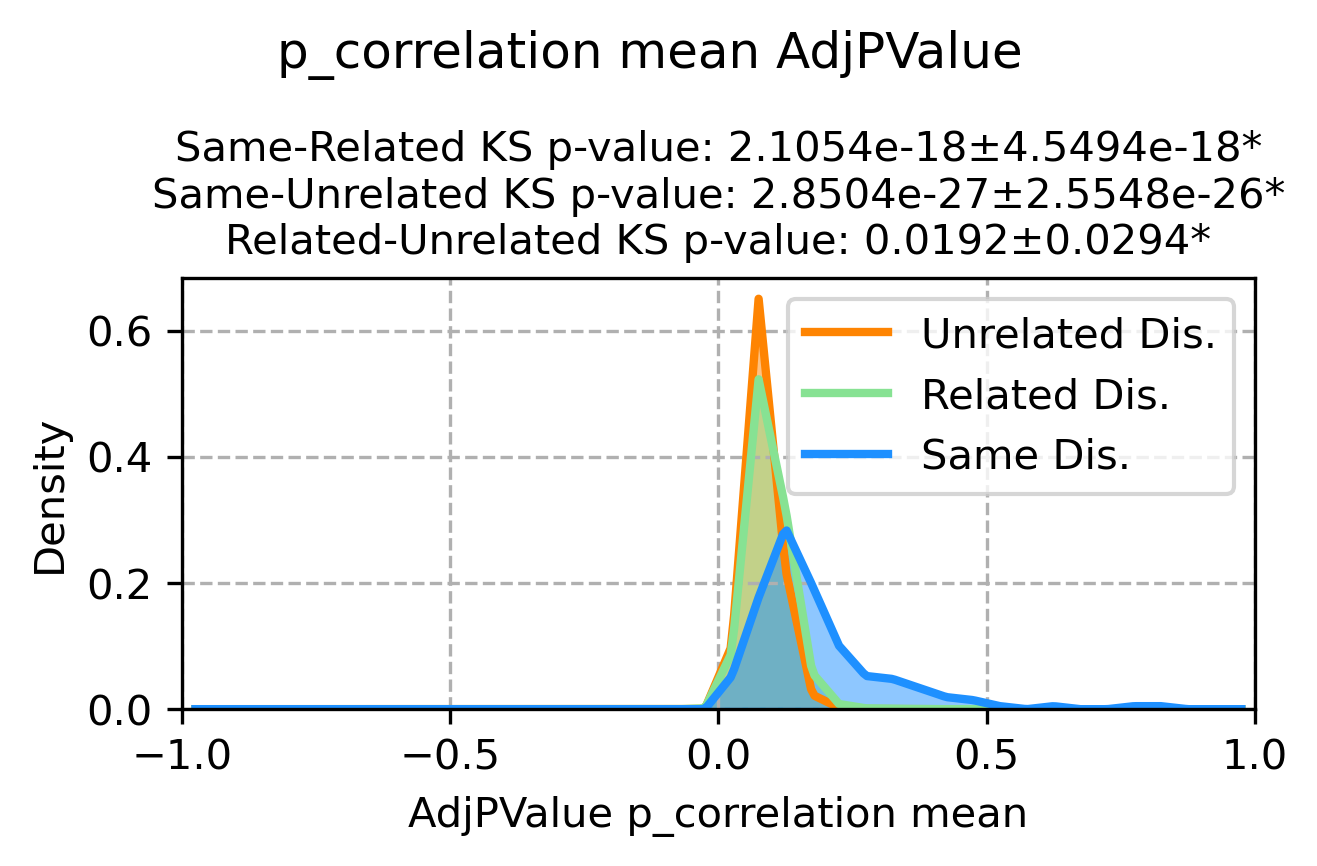 p_correlation mean AdjPValue
Same-Related KS p-value: 2.1054e-18±4.5494e-18*
Same-Unrelated KS p-value: 2.8504e-27±2.5548e-26*
Related-Unrelated KS p-value: 0.0192±0.0294*
Density
0.6
0.4
0.2
0.0
Unrelated Dis.
Related Dis.
Same Dis.
−1.0 −0.5 0.0 0.5 1.0
AdjPValue p_correlation mean